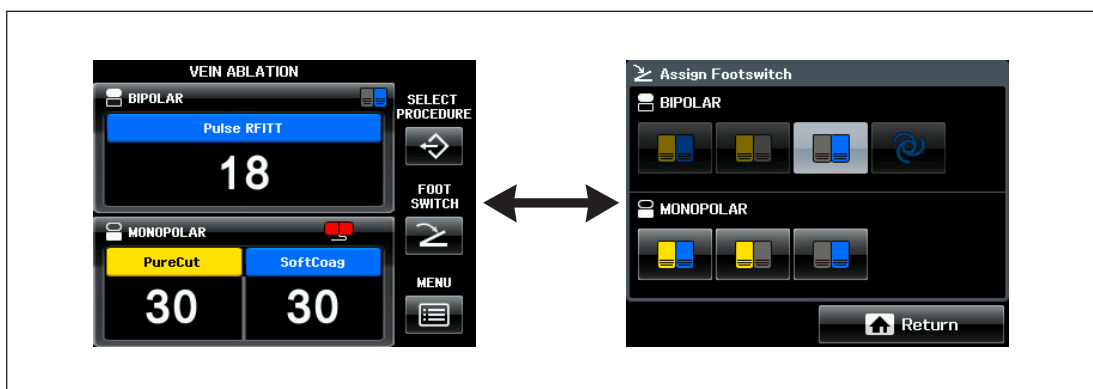 VEIN ABLATION
BIPOLAR
Pulse RFITT
18
MONOPOLAR
PureCut
SoftCoag
30
30
SELECT
PROCEDURE
FOOT
SWITCH
MENU
Assign Footswitch
BIPOLAR
MONOPOLAR
Return